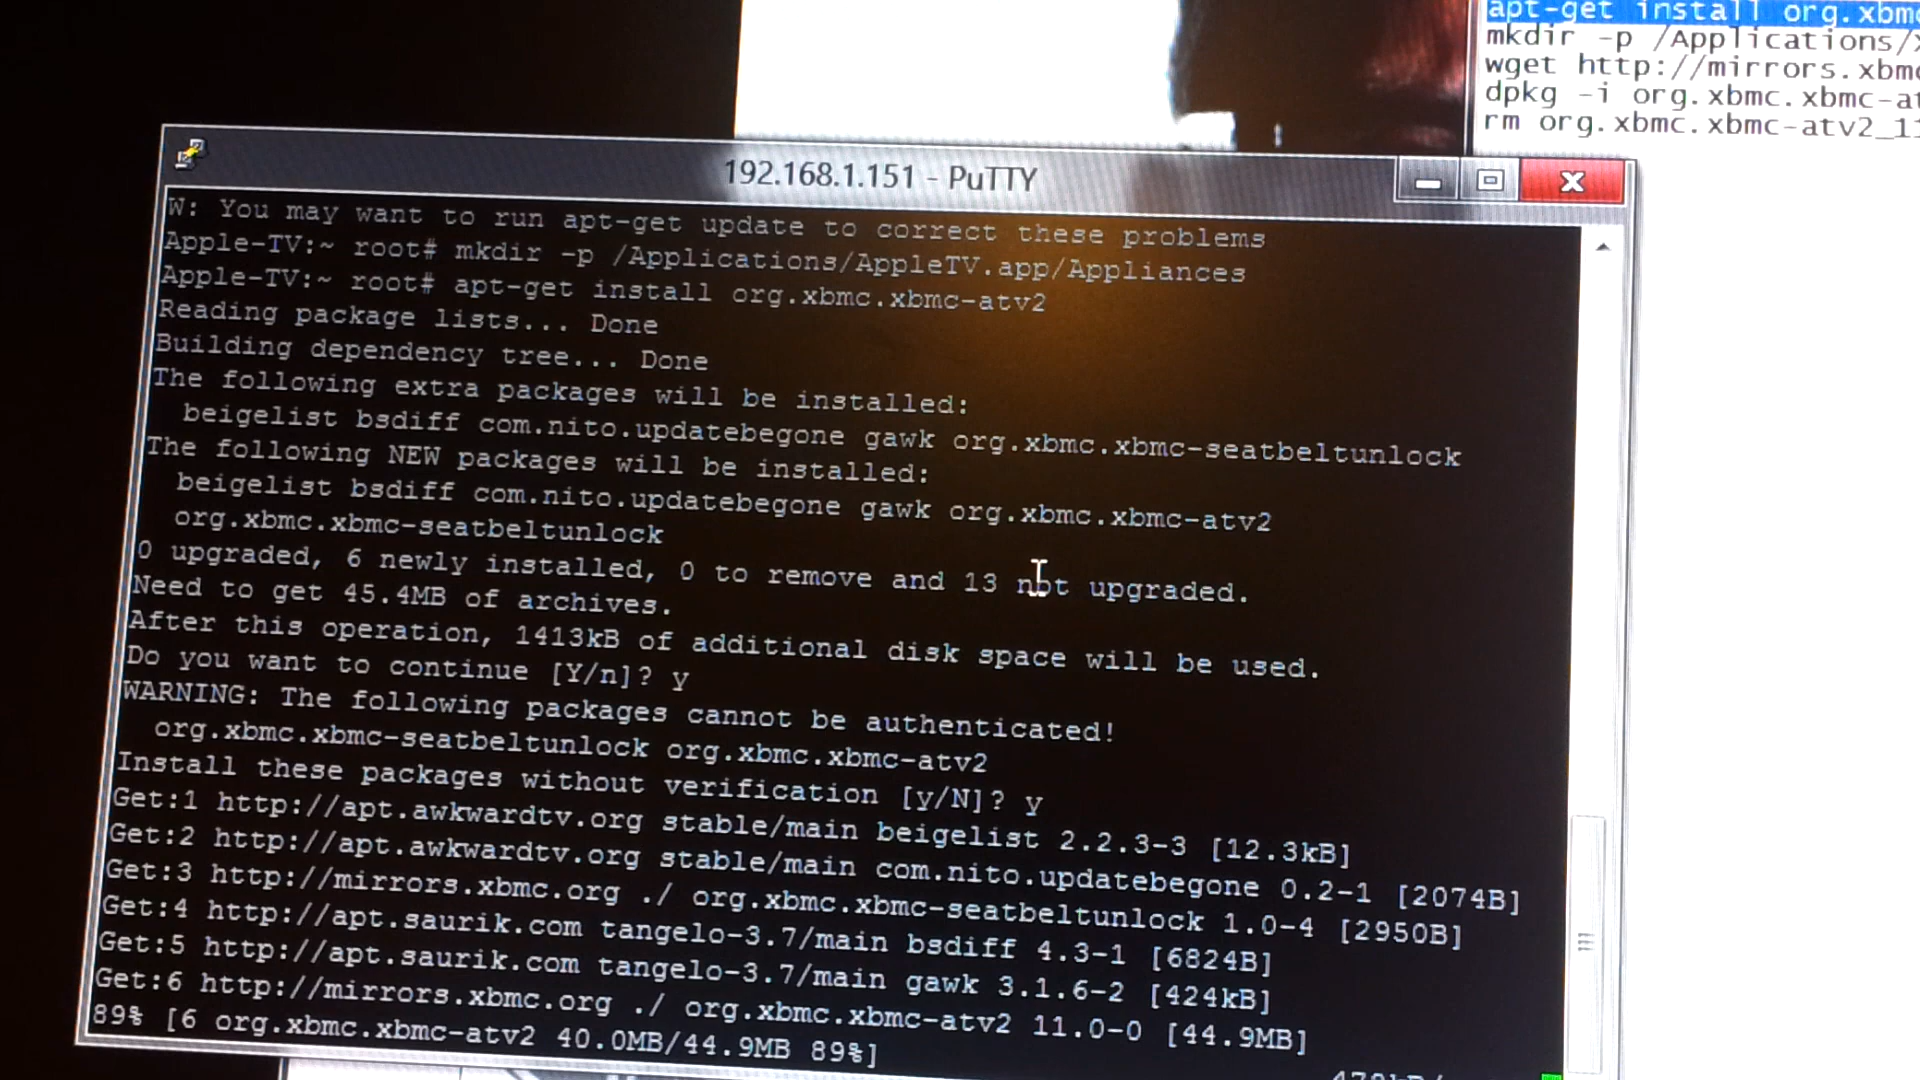 apt-get install org.xbmc
mkdir -p /Applications/
wget http://mirrors.xbmc
dpkg -i org.xbmc.xbmc-at
rm org.xbmc.xbmc-atv2_11
192.168.1.151 - PuTTY
W: You may want to run apt-get update to correct these problems
Apple-TV:~ root# mkdir -p /Applications/AppleTV.app/Appliances
Apple-TV:~ root# apt-get install org.xbmc.xbmc-atv2
Reading package lists... Done
Building dependency tree... Done
The following extra packages will be installed:
beigelist bsdiff com.nito.updatebegone gawk org.xbmc.xbmc-seatbeltunlock
The following NEW packages will be installed:
beigelist bsdiff com.nito.updatebegone gawk org.xbmc.xbmc-atv2
org.xbmc.xbmc-seatbeltunlock
0 upgraded, 6 newly installed, 0 to remove and 13 not upgraded.
Need to get 45.4MB of archives.
After this operation, 1413kB of additional disk space will be used.
Do you want to continue [Y/n]? y
WARNING: The following packages cannot be authenticated!
org.xbmc.xbmc-seatbeltunlock org.xbmc.xbmc-atv2
Install these packages without verification [y/N]? y
Get:1 http://apt.awkwardtv.org stable/main beigelist 2.2.3-3 [12.3kB]
Get:2 http://apt.awkwardtv.org stable/main com.nito.updatebegone 0.2-1 [2074B]
Get:3 http://mirrors.xbmc.org ./ org.xbmc.xbmc-seatbeltunlock 1.0-4 [2950B]
Get:4 http://apt.saurik.com tangelo-3.7/main bsdiff 4.3-1 [6824B]
Get:5 http://apt.saurik.com tangelo-3.7/main gawk 3.1.6-2 [424kB]
Get:6 http://mirrors.xbmc.org ./ org.xbmc.xbmc-atv2 11.0-0 [44.9MB]
89% [6 org.xbmc.xbmc-atv2 40.0MB/44.9MB 89%]